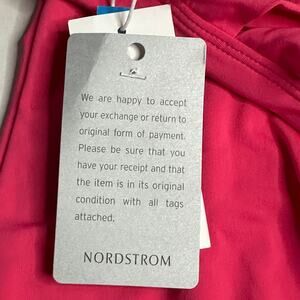 We are happy to accept
your exchange or return to
original form of payment.
Please be sure that you
have your receipt and that
the item is in its original
condition with all tags
attached.
NORDSTROM